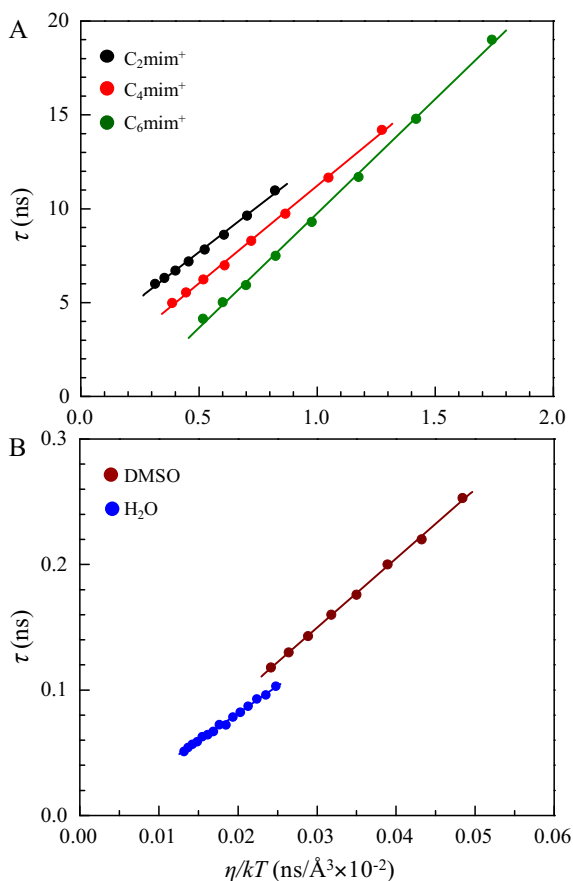 A
20
15
10
5
0
τ (ns)
C₂mim⁺
C₄mim⁺
C₆mim⁺
0.0 0.5 1.0 1.5 2.0
B
0.3
0.2
0.1
0.0
τ (ns)
DMSO
H₂O
0.00 0.01 0.02 0.03 0.04 0.05 0.06
η/kT (ns/Å³×10⁻²)